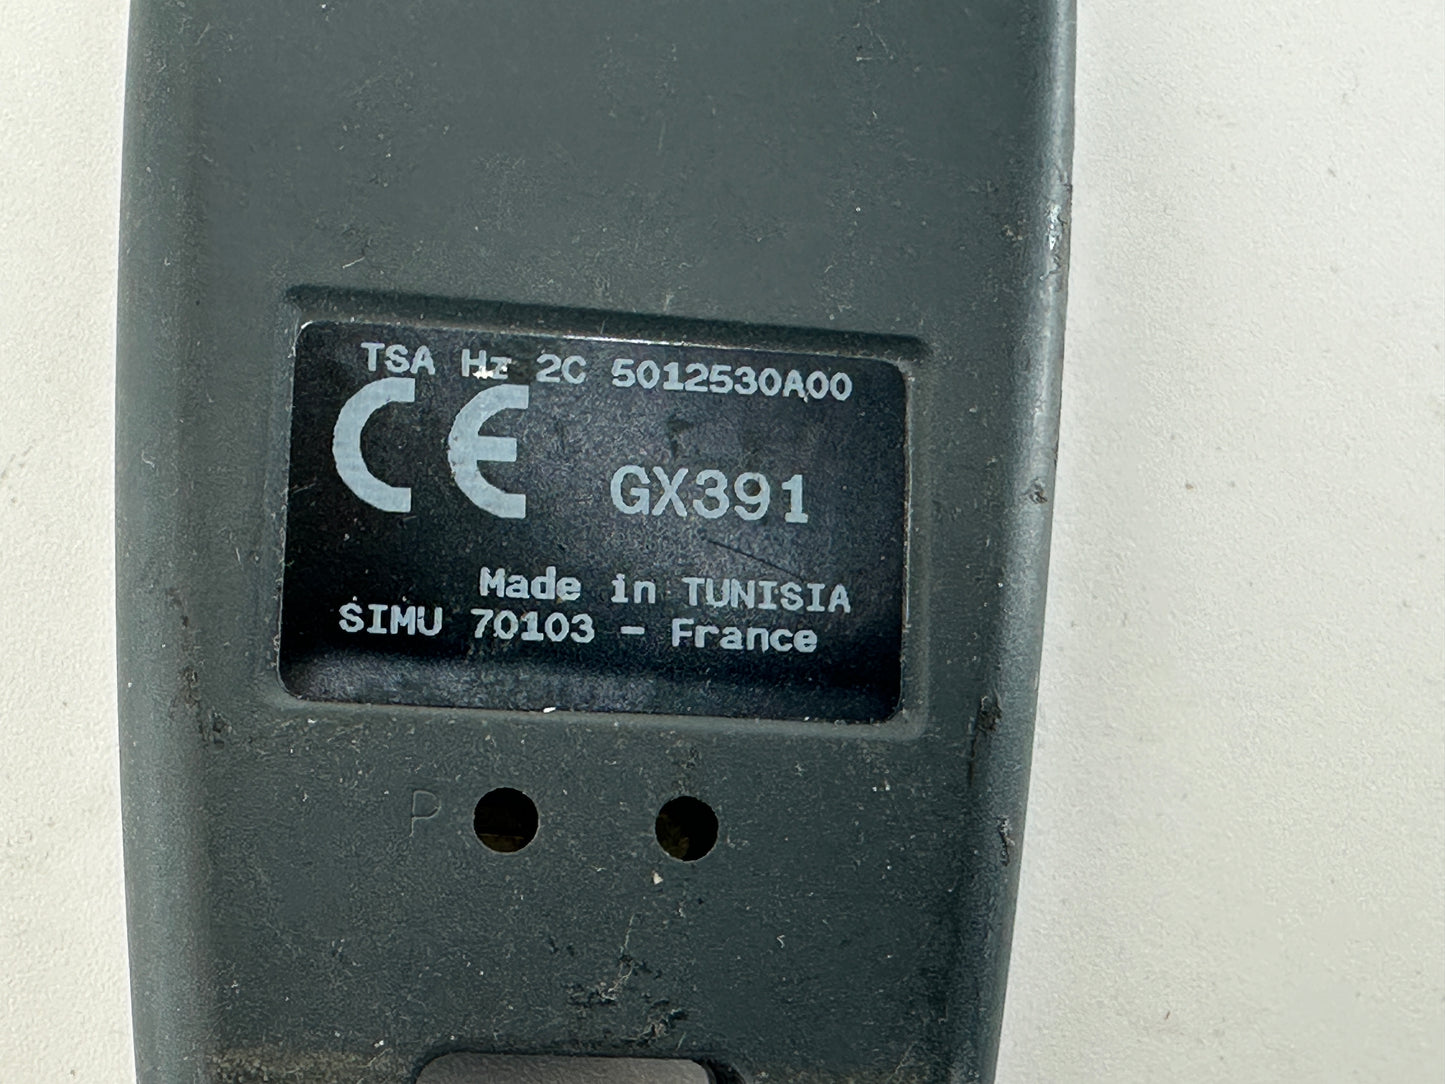 TSA Hz 2C 5012530A00
CE
GX391
Made in TUNISIA
SIMU 70103 - France
P